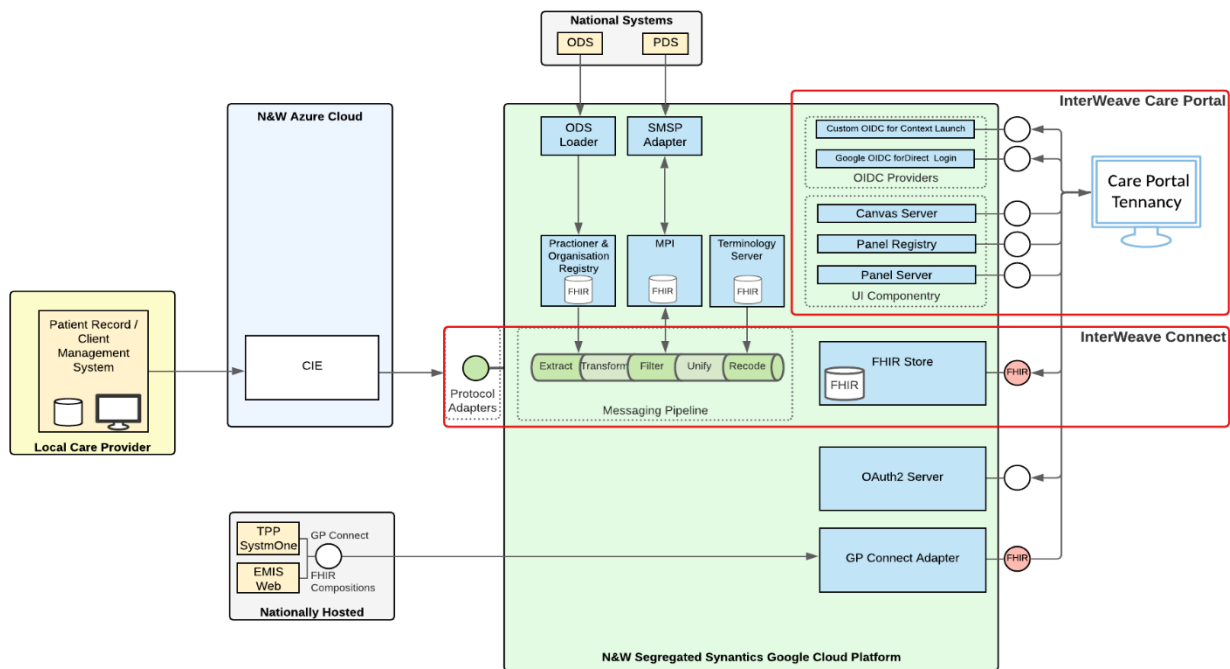 National Systems
ODS
PDS
N&W Azure Cloud
ODS
Loader
SMSP
Adapter
InterWeave Care Portal
Custom OIDC for Context Launch
Google OIDC forDirect Login
OIDC Providers
Care Portal
Tennancy
Canvas Server
Panel Registry
Panel Server
UI Componentry
Practioner &
Organisation
Registry
FHIR
MPI
FHIR
Terminology
Server
FHIR
Patient Record /
Client
Management
System
Local Care Provider
CIE
InterWeave Connect
Protocol
Adapters
Extract
Transform
Filter
Unify
Recode
Messaging Pipeline
FHIR Store
FHIR
FHIR
OAuth2 Server
TPP
SystmOne
EMIS
Web
GP Connect
FHIR
Compositions
Nationally Hosted
GP Connect Adapter
FHIR
N&W Segregated Synantics Google Cloud Platform